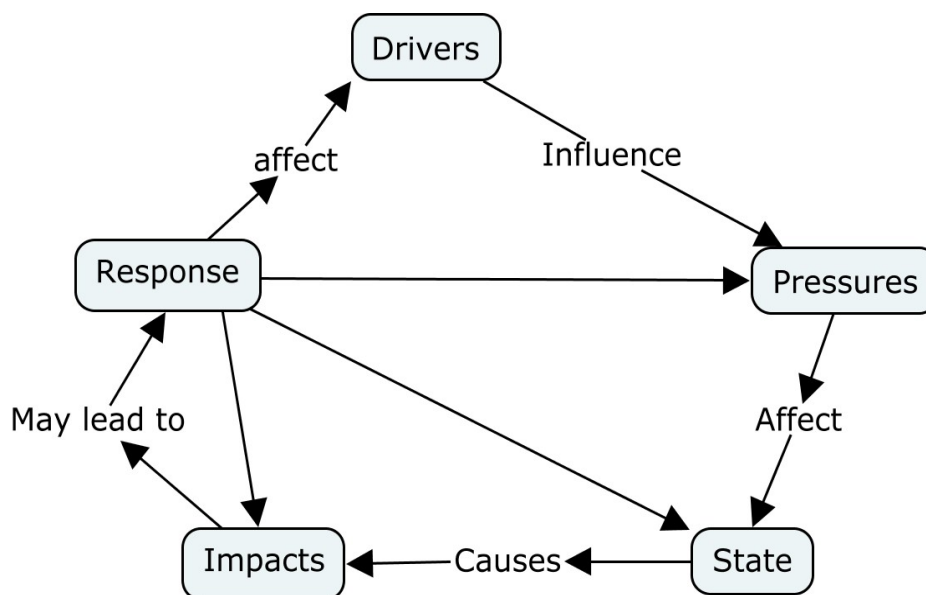 Drivers
affect
Influence
Response
Pressures
May lead to
Affect
Impacts
Causes
State